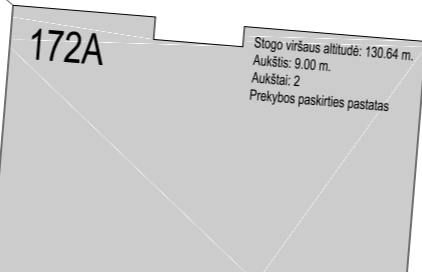 172A
Stogo viršaus altitudė: 130.64 m.
Aukštis: 9.00 m.
Aukštai: 2
Prekybos paskirties pastatas